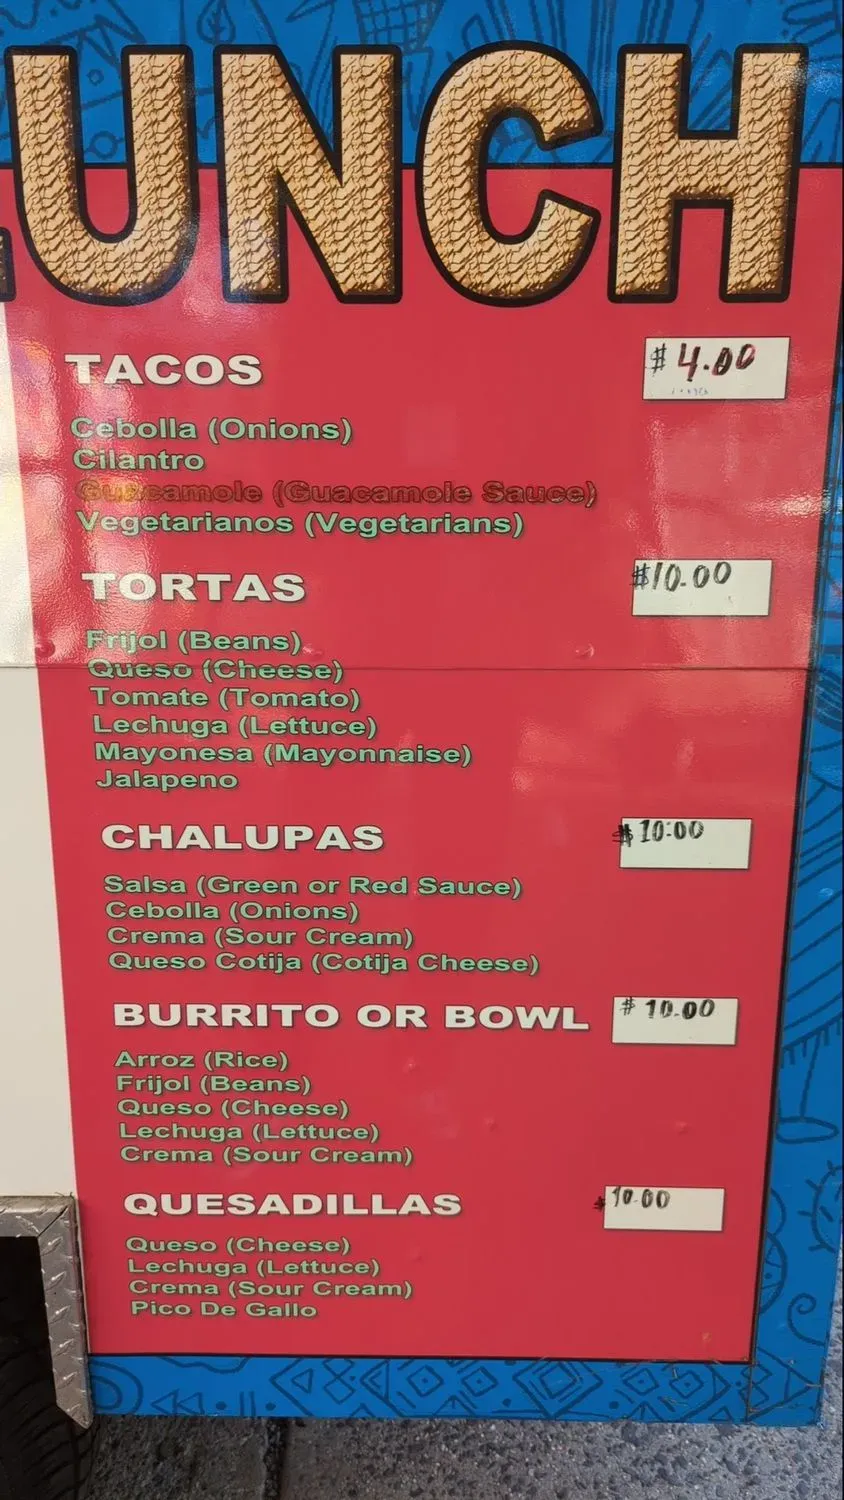 LUNCH
TACOS $ 4.00
Cebolla (Onions)
Cilantro
Guacamole (Guacamole Sauce)
Vegetarianos (Vegetarians)
TORTAS $10.00
Frijol (Beans)
Queso (Cheese)
Tomate (Tomato)
Lechuga (Lettuce)
Mayonesa (Mayonnaise)
Jalapeno
CHALUPAS $ 10:00
Salsa (Green or Red Sauce)
Cebolla (Onions)
Crema (Sour Cream)
Queso Cotija (Cotija Cheese)
BURRITO OR BOWL $ 10.00
Arroz (Rice)
Frijol (Beans)
Queso (Cheese)
Lechuga (Lettuce)
Crema (Sour Cream)
QUESADILLAS $ 10.00
Queso (Cheese)
Lechuga (Lettuce)
Crema (Sour Cream)
Pico De Gallo